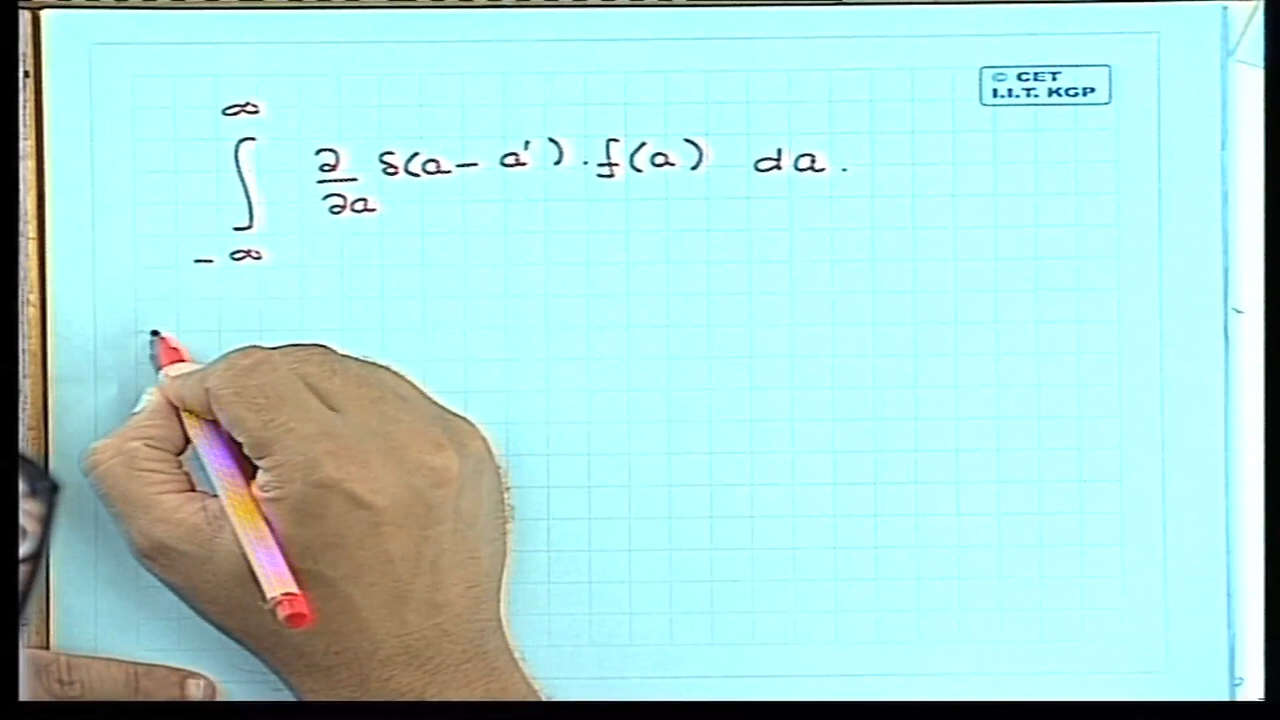 © CET
I.I.T. KGP
∞
∫ ∂/∂a δ(a - a') . f(a) da .
- ∞